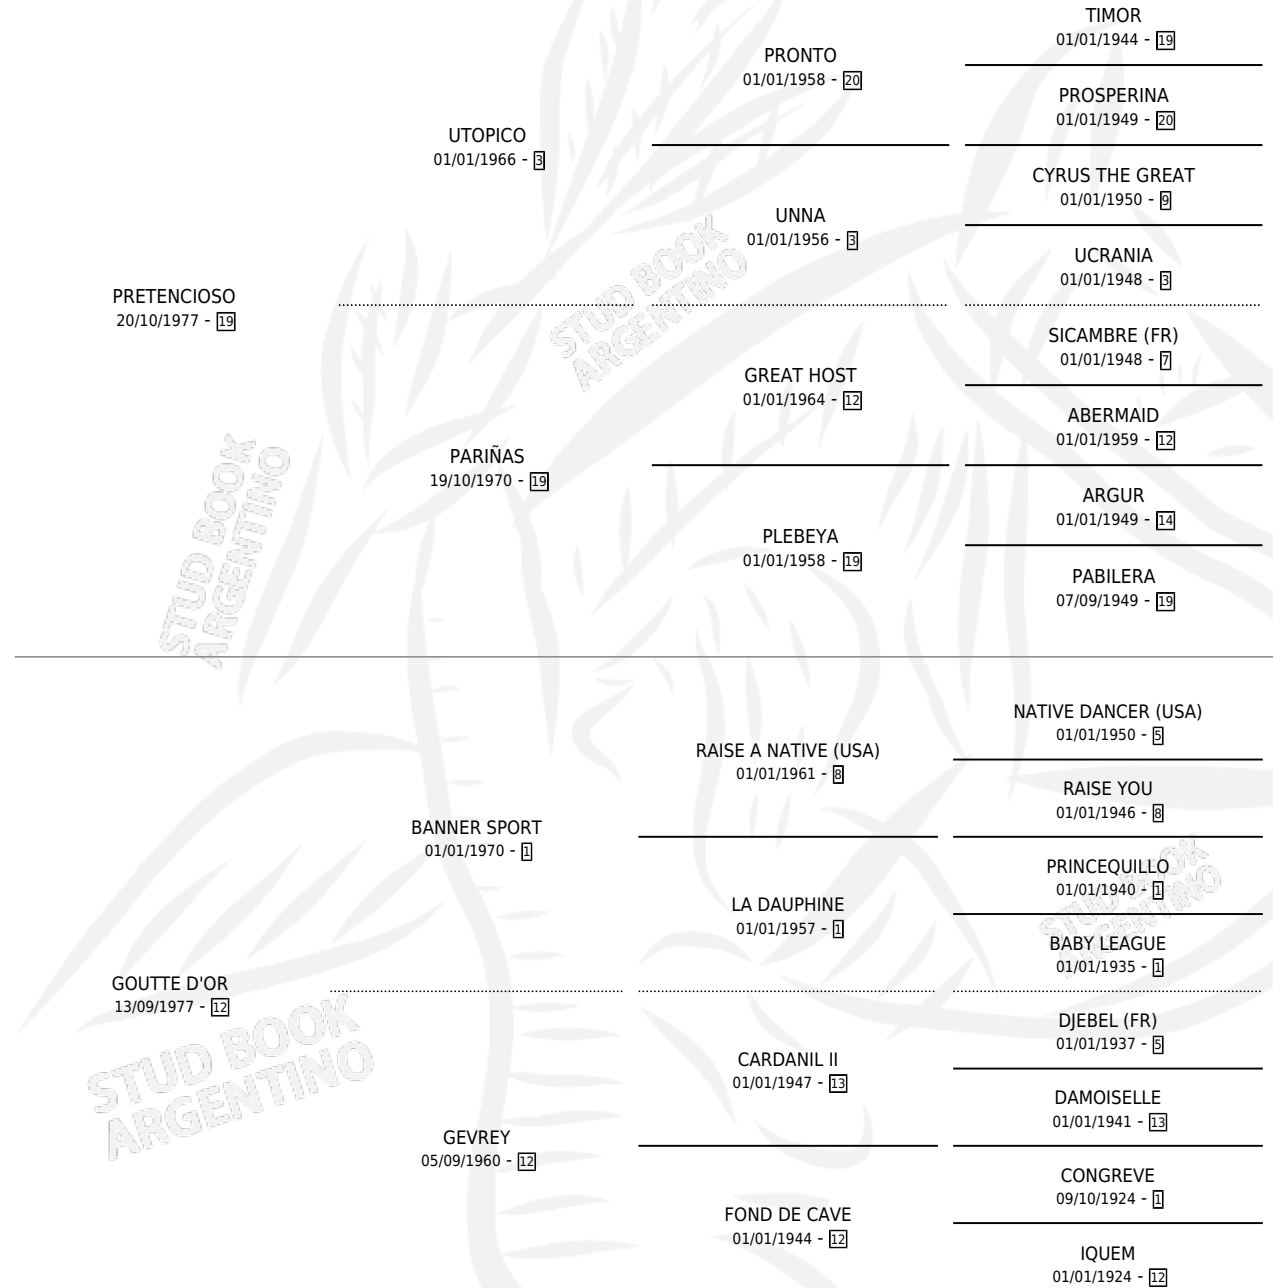 TIMOR
01/01/1944 - 19
PRONTO
01/01/1958 - 20
PROSPERINA
01/01/1949 - 20
UTOPICO
01/01/1966 - 3
CYRUS THE GREAT
01/01/1950 - 9
UNNA
01/01/1956 - 3
UCRANIA
01/01/1948 - 3
PRETENCIOSO
20/10/1977 - 19
SICAMBRE (FR)
01/01/1948 - 7
GREAT HOST
01/01/1964 - 12
ABERMAID
01/01/1959 - 12
PARIÑAS
19/10/1970 - 19
ARGUR
01/01/1949 - 14
PLEBEYA
01/01/1958 - 19
PABILERA
07/09/1949 - 19
STUD BOOK
ARGENTINO
STUD BOOK
ARGENTINO
NATIVE DANCER (USA)
01/01/1950 - 5
RAISE A NATIVE (USA)
01/01/1961 - 8
RAISE YOU
01/01/1946 - 8
BANNER SPORT
01/01/1970 - 1
PRINCEQUILLO
01/01/1940 - 1
LA DAUPHINE
01/01/1957 - 1
BABY LEAGUE
01/01/1935 - 1
GOUTTE D'OR
13/09/1977 - 12
DJEBEL (FR)
01/01/1937 - 5
CARDANIL II
01/01/1947 - 13
DAMOISELLE
01/01/1941 - 13
GEVREY
05/09/1960 - 12
CONGREVE
09/10/1924 - 1
FOND DE CAVE
01/01/1944 - 12
IQUEM
01/01/1924 - 12
STUD BOOK
ARGENTINO
STUD BOOK
ARGENTINO